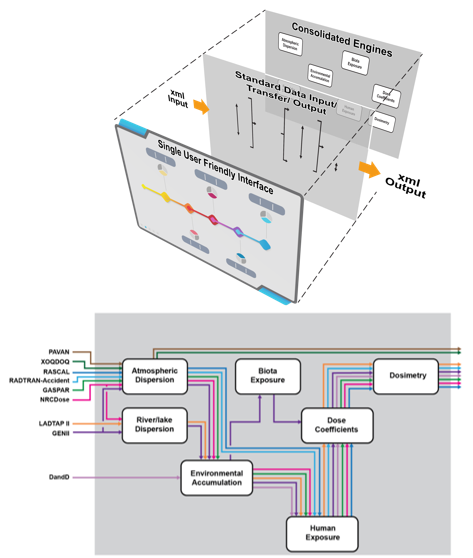 Consolidated Engines
Atmospheric
Dispersion
Biota
Exposure
Environmental
Accumulation
Dose
Coefficients
Dosimetry
Standard Data Input/
Transfer/ Output
xml
Input
xml
Output
Single User Friendly Interface
PAVAN
XOQDOQ
RASCAL
RADTRAN-Accident
GASPAR
NRCDose
LADTAP II
GENII
DandD
Atmospheric
Dispersion
Biota
Exposure
Dosimetry
River/lake
Dispersion
Dose
Coefficients
Environmental
Accumulation
Human
Exposure